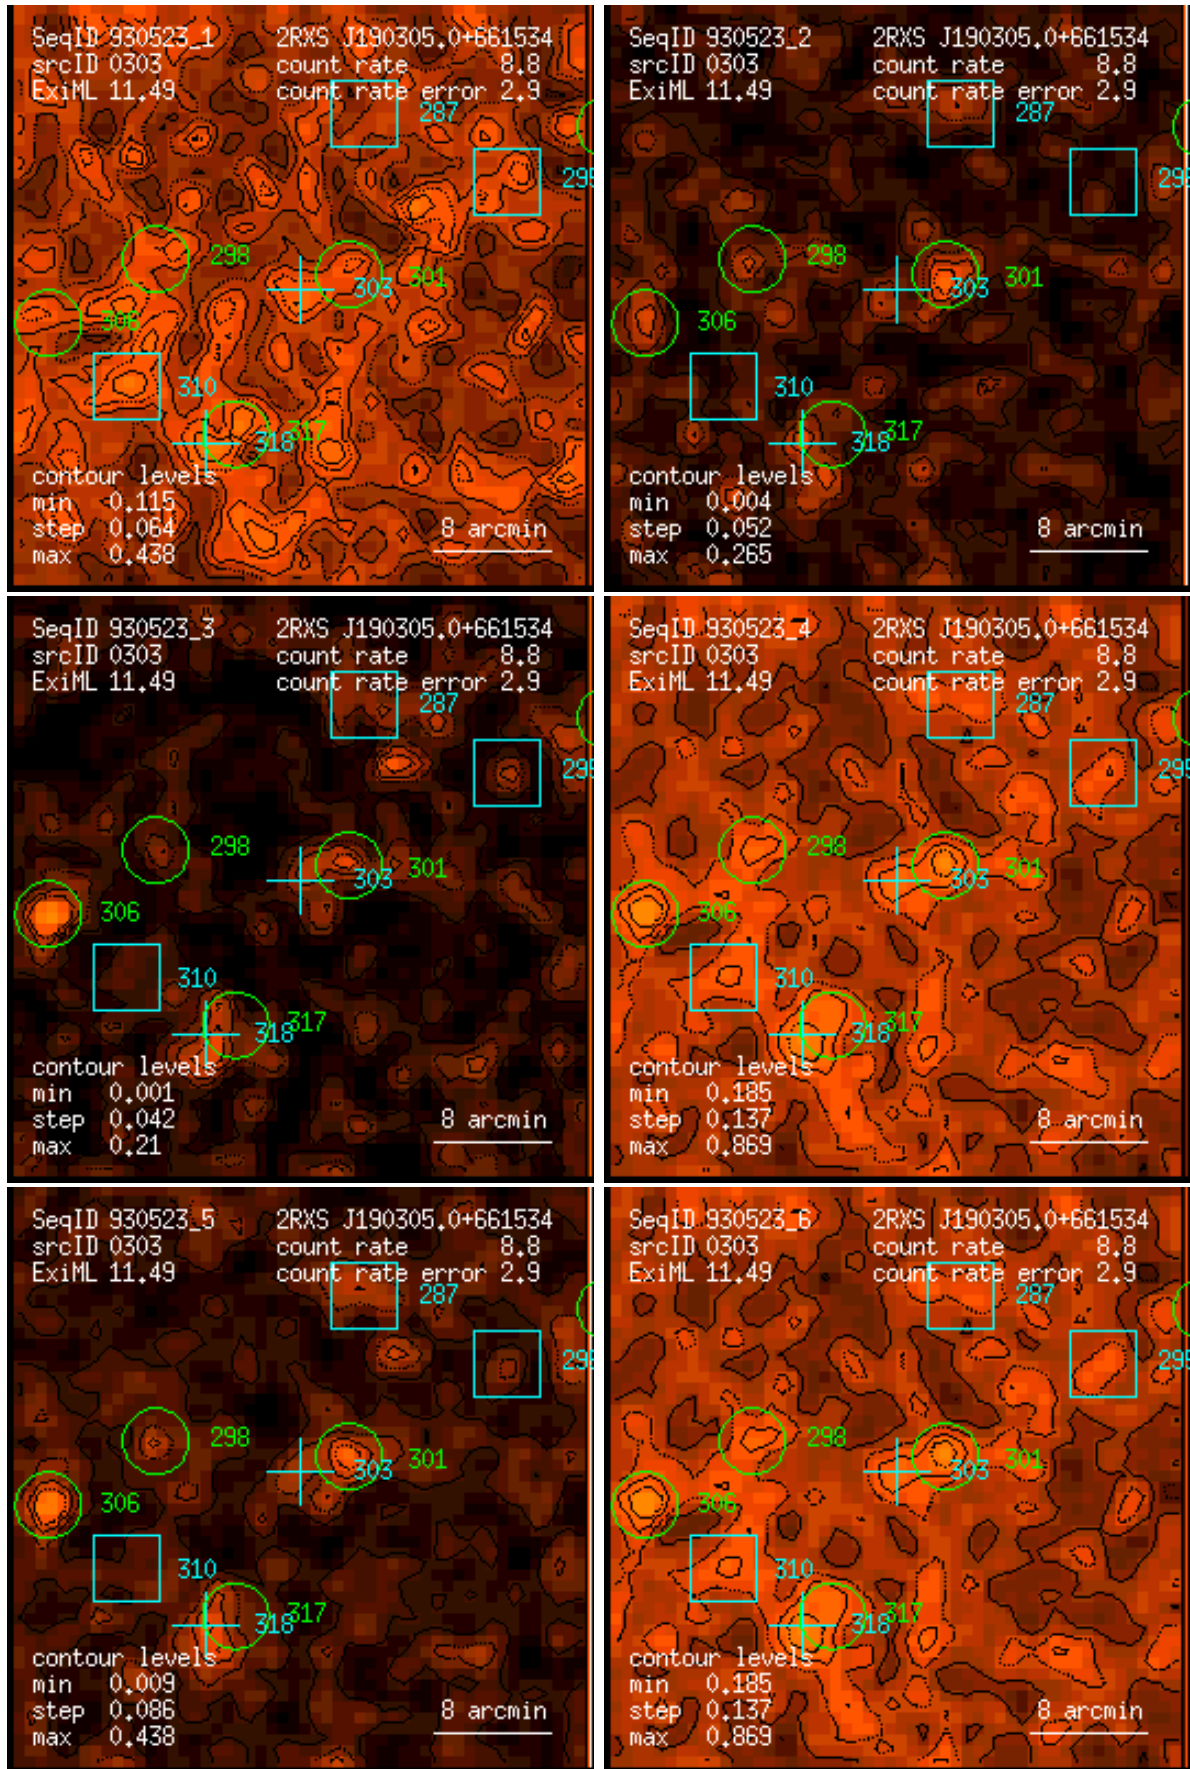 SeqID 930523_1 2RXS J190305.0+661534
srcID 0303 count rate 8.8
ExiML 11.49 count rate error 2.9
287
299
298
301
303
306
310
317
318
contour levels
min 0.115
step 0.064 8 arcmin
max 0.438
SeqID 930523_2 2RXS J190305.0+661534
srcID 0303 count rate 8.8
ExiML 11.49 count rate error 2.9
287
298
301
303
306
310
317
318
contour levels
min 0.004
step 0.052 8 arcmin
max 0.265
SeqID 930523_3 2RXS J190305.0+661534
srcID 0303 count rate 8.8
ExiML 11.49 count rate error 2.9
287
298
301
303
306
310
317
318
contour levels
min 0.001
step 0.042 8 arcmin
max 0.21
SeqID 930523_4 2RXS J190305.0+661534
srcID 0303 count rate 8.8
ExiML 11.49 count rate error 2.9
287
298
301
303
306
310
317
318
contour levels
min 0.185
step 0.137 8 arcmin
max 0.869
SeqID 930523_5 2RXS J190305.0+661534
srcID 0303 count rate 8.8
ExiML 11.49 count rate error 2.9
287
298
301
303
306
310
317
318
contour levels
min 0.009
step 0.086 8 arcmin
max 0.438
SeqID 930523_6 2RXS J190305.0+661534
srcID 0303 count rate 8.8
ExiML 11.49 count rate error 2.9
287
298
301
303
306
310
317
318
contour levels
min 0.185
step 0.137 8 arcmin
max 0.869